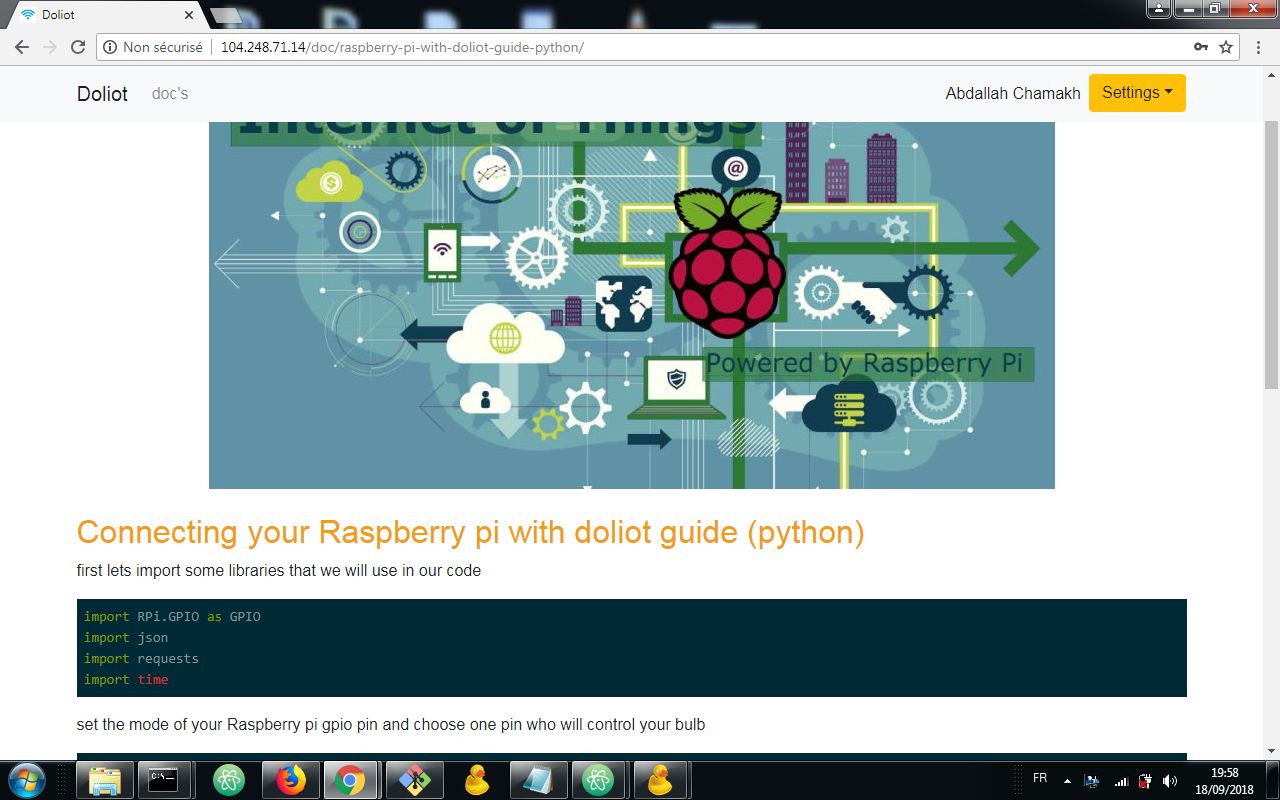 Doliot
Non sécurisé
104.248.71.14/doc/raspberry-pi-with-doliot-guide-python/
Doliot
doc's
Abdallah Chamakh
Settings
Internet of Things
@
Powered by Raspberry Pi
Connecting your Raspberry pi with doliot guide (python)
first lets import some libraries that we will use in our code
import RPi.GPIO as GPIO
import json
import requests
import time
set the mode of your Raspberry pi gpio pin and choose one pin who will control your bulb
C:\_
FR
19:58
18/09/2018